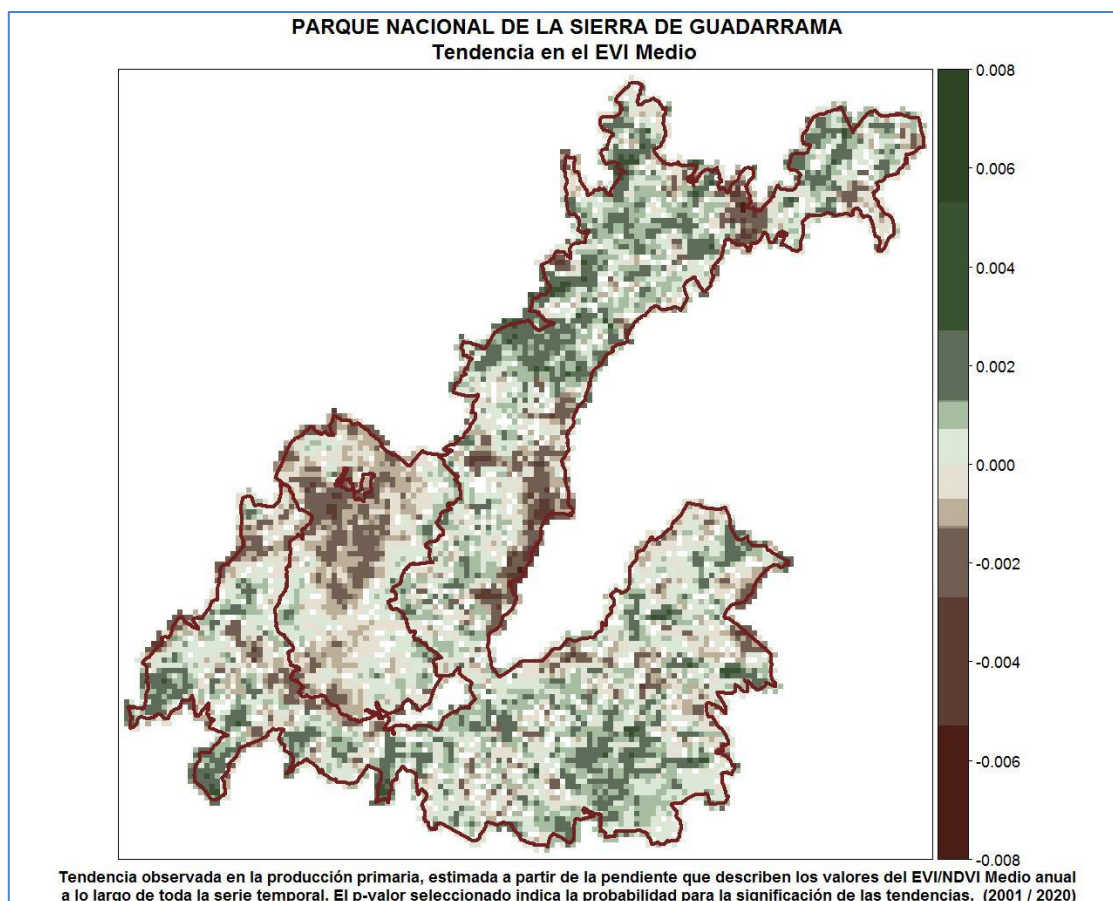 PARQUE NACIONAL DE LA SIERRA DE GUADARRAMA
Tendencia en el EVI Medio
0.008
0.006
0.004
0.002
0.000
-0.002
-0.004
-0.006
-0.008
Tendencia observada en la producción primaria, estimada a partir de la pendiente que describen los valores del EVI/NDVI Medio anual
a lo largo de toda la serie temporal. El p-valor seleccionado indica la probabilidad para la significación de las tendencias. (2001 / 2020)